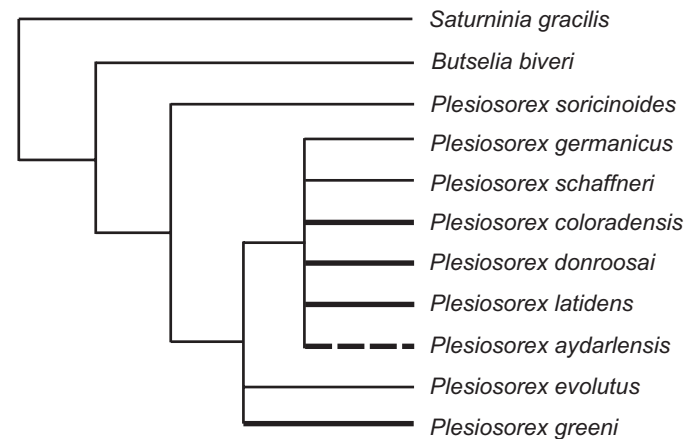 Saturninia gracilis
Butselia biveri
Plesiosorex soricinoides
Plesiosorex germanicus
Plesiosorex schaffneri
Plesiosorex coloradensis
Plesiosorex donroosai
Plesiosorex latidens
Plesiosorex aydarlensis
Plesiosorex evolutus
Plesiosorex greeni